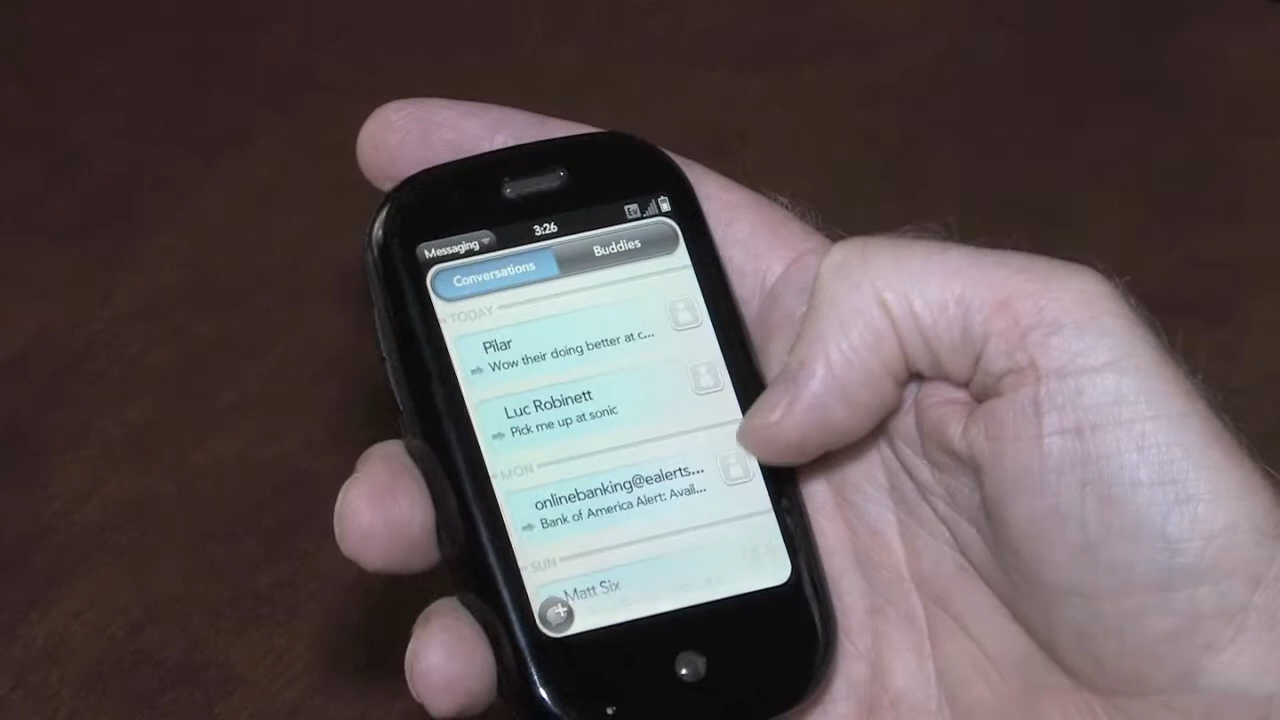 Ev
3:26
Messaging
Conversations
Buddies
TODAY
Pilar
Wow their doing better at c...
Luc Robinett
Pick me up at sonic
MON
onlinebanking@ealerts...
Bank of America Alert: Avail...
SUN
Matt Six